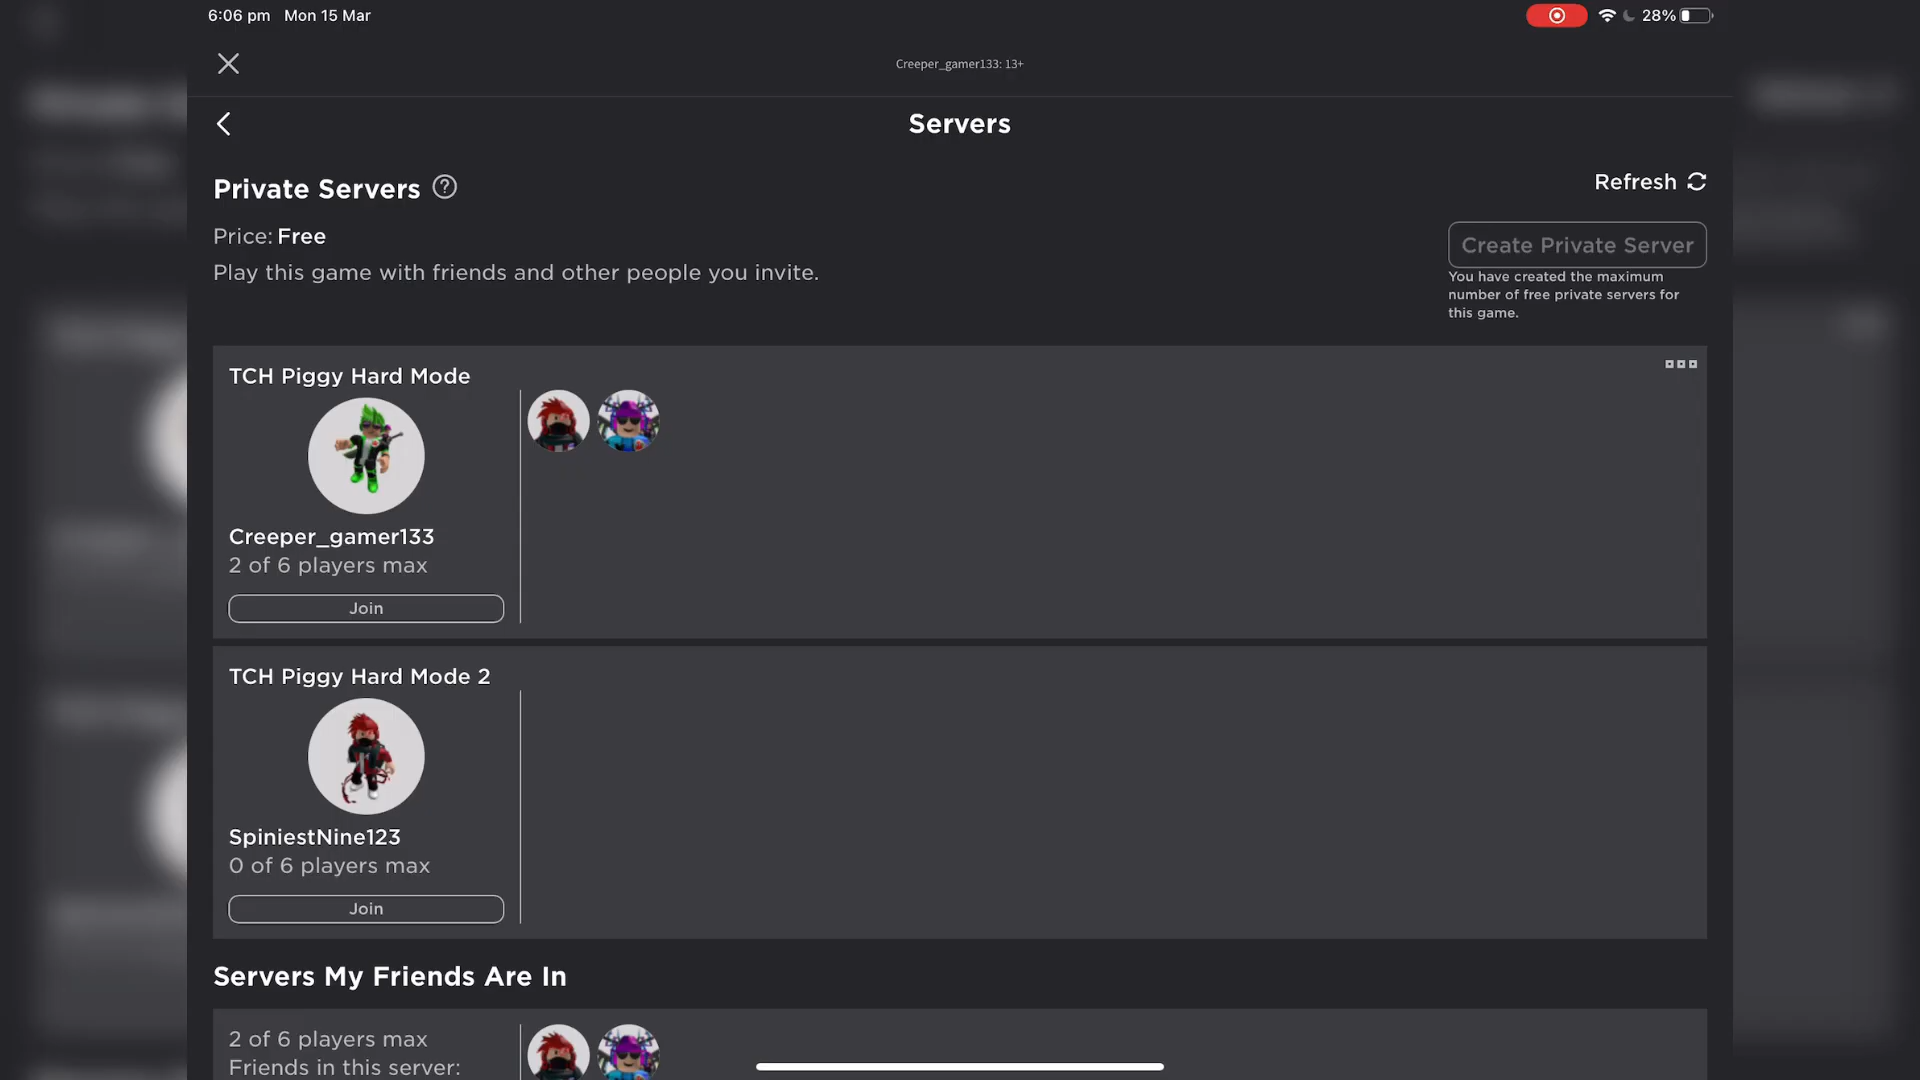 6:06 pm Mon 15 Mar
28%
Creeper_gamer133: 13+
Servers
Private Servers
Refresh
Price: Free
Create Private Server
Play this game with friends and other people you invite.
You have created the maximum
number of free private servers for
this game.
TCH Piggy Hard Mode
Creeper_gamer133
2 of 6 players max
Join
TCH Piggy Hard Mode 2
SpiniestNine123
0 of 6 players max
Join
Servers My Friends Are In
2 of 6 players max
Friends in this server: